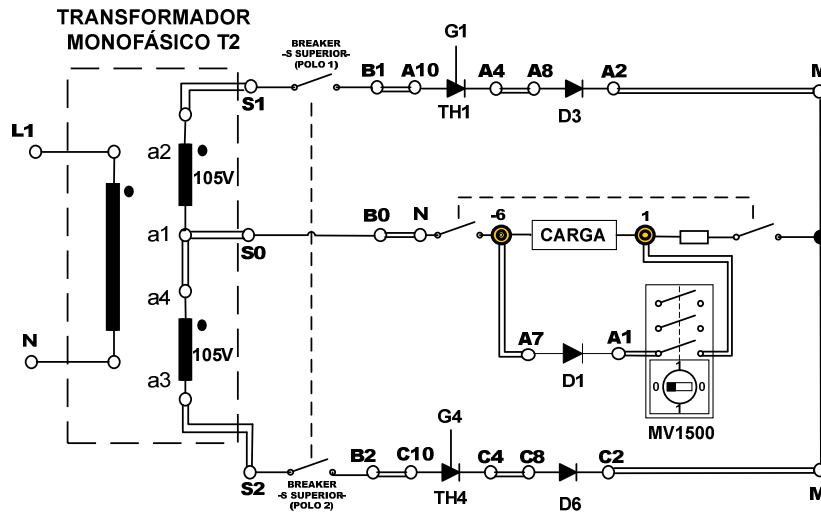 TRANSFORMADOR
MONOFÁSICO T2
BREAKER
-S SUPERIOR-
(POLO 1)
G1
S1
B1
A10
A4
A8
A2
M
TH1
D3
L1
a2
105V
a1
S0
B0
N
-6
CARGA
1
a4
N
105V
a3
A7
A1
D1
1
0
0
1
MV1500
G4
S2
BREAKER
-S SUPERIOR-
(POLO 2)
B2
C10
C4
C8
C2
M
TH4
D6